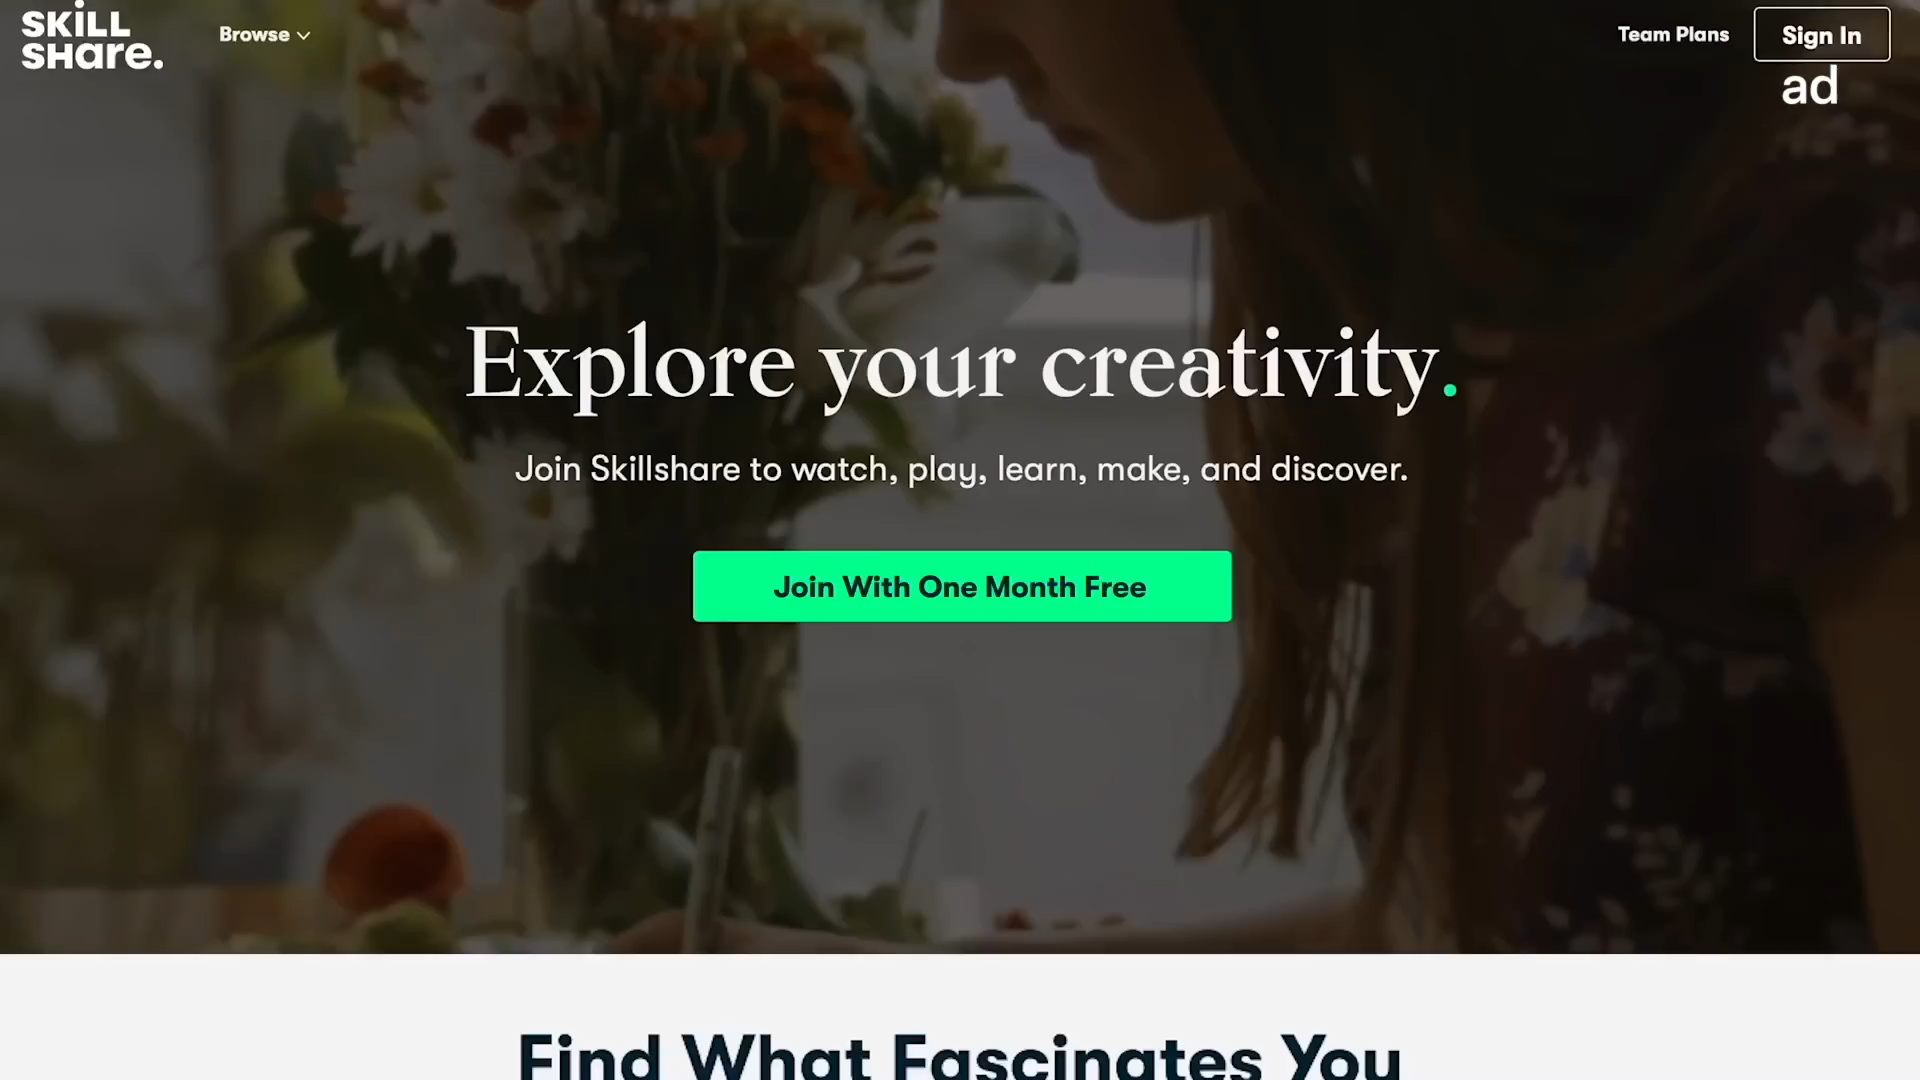 SKiLL
SHare.
Browse
Team Plans
Sign In
ad
Explore your creativity.
Join Skillshare to watch, play, learn, make, and discover.
Join With One Month Free
Find What Fascinates You